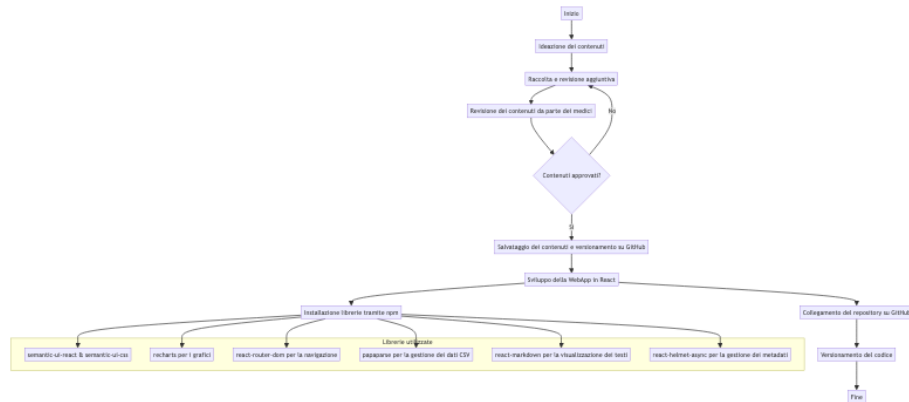 Inizio
Ideazione dei contenuti
Raccolta e revisione aggiuntiva
Revisione dei contenuti da parte dei medici
No
Contenuti approvati?
Sì
Salvataggio dei contenuti e versionamento su GitHub
Sviluppo della WebApp in React
Installazione librerie tramite npm
Collegamento del repository su GitHub
Librerie utilizzate
semantic-ui-react & semantic-ui-css
recharts per i grafici
react-router-dom per la navigazione
papaparse per la gestione dei dati CSV
react-markdown per la visualizzazione dei testi
react-helmet-async per la gestione dei metadati
Versionamento del codice
Fine